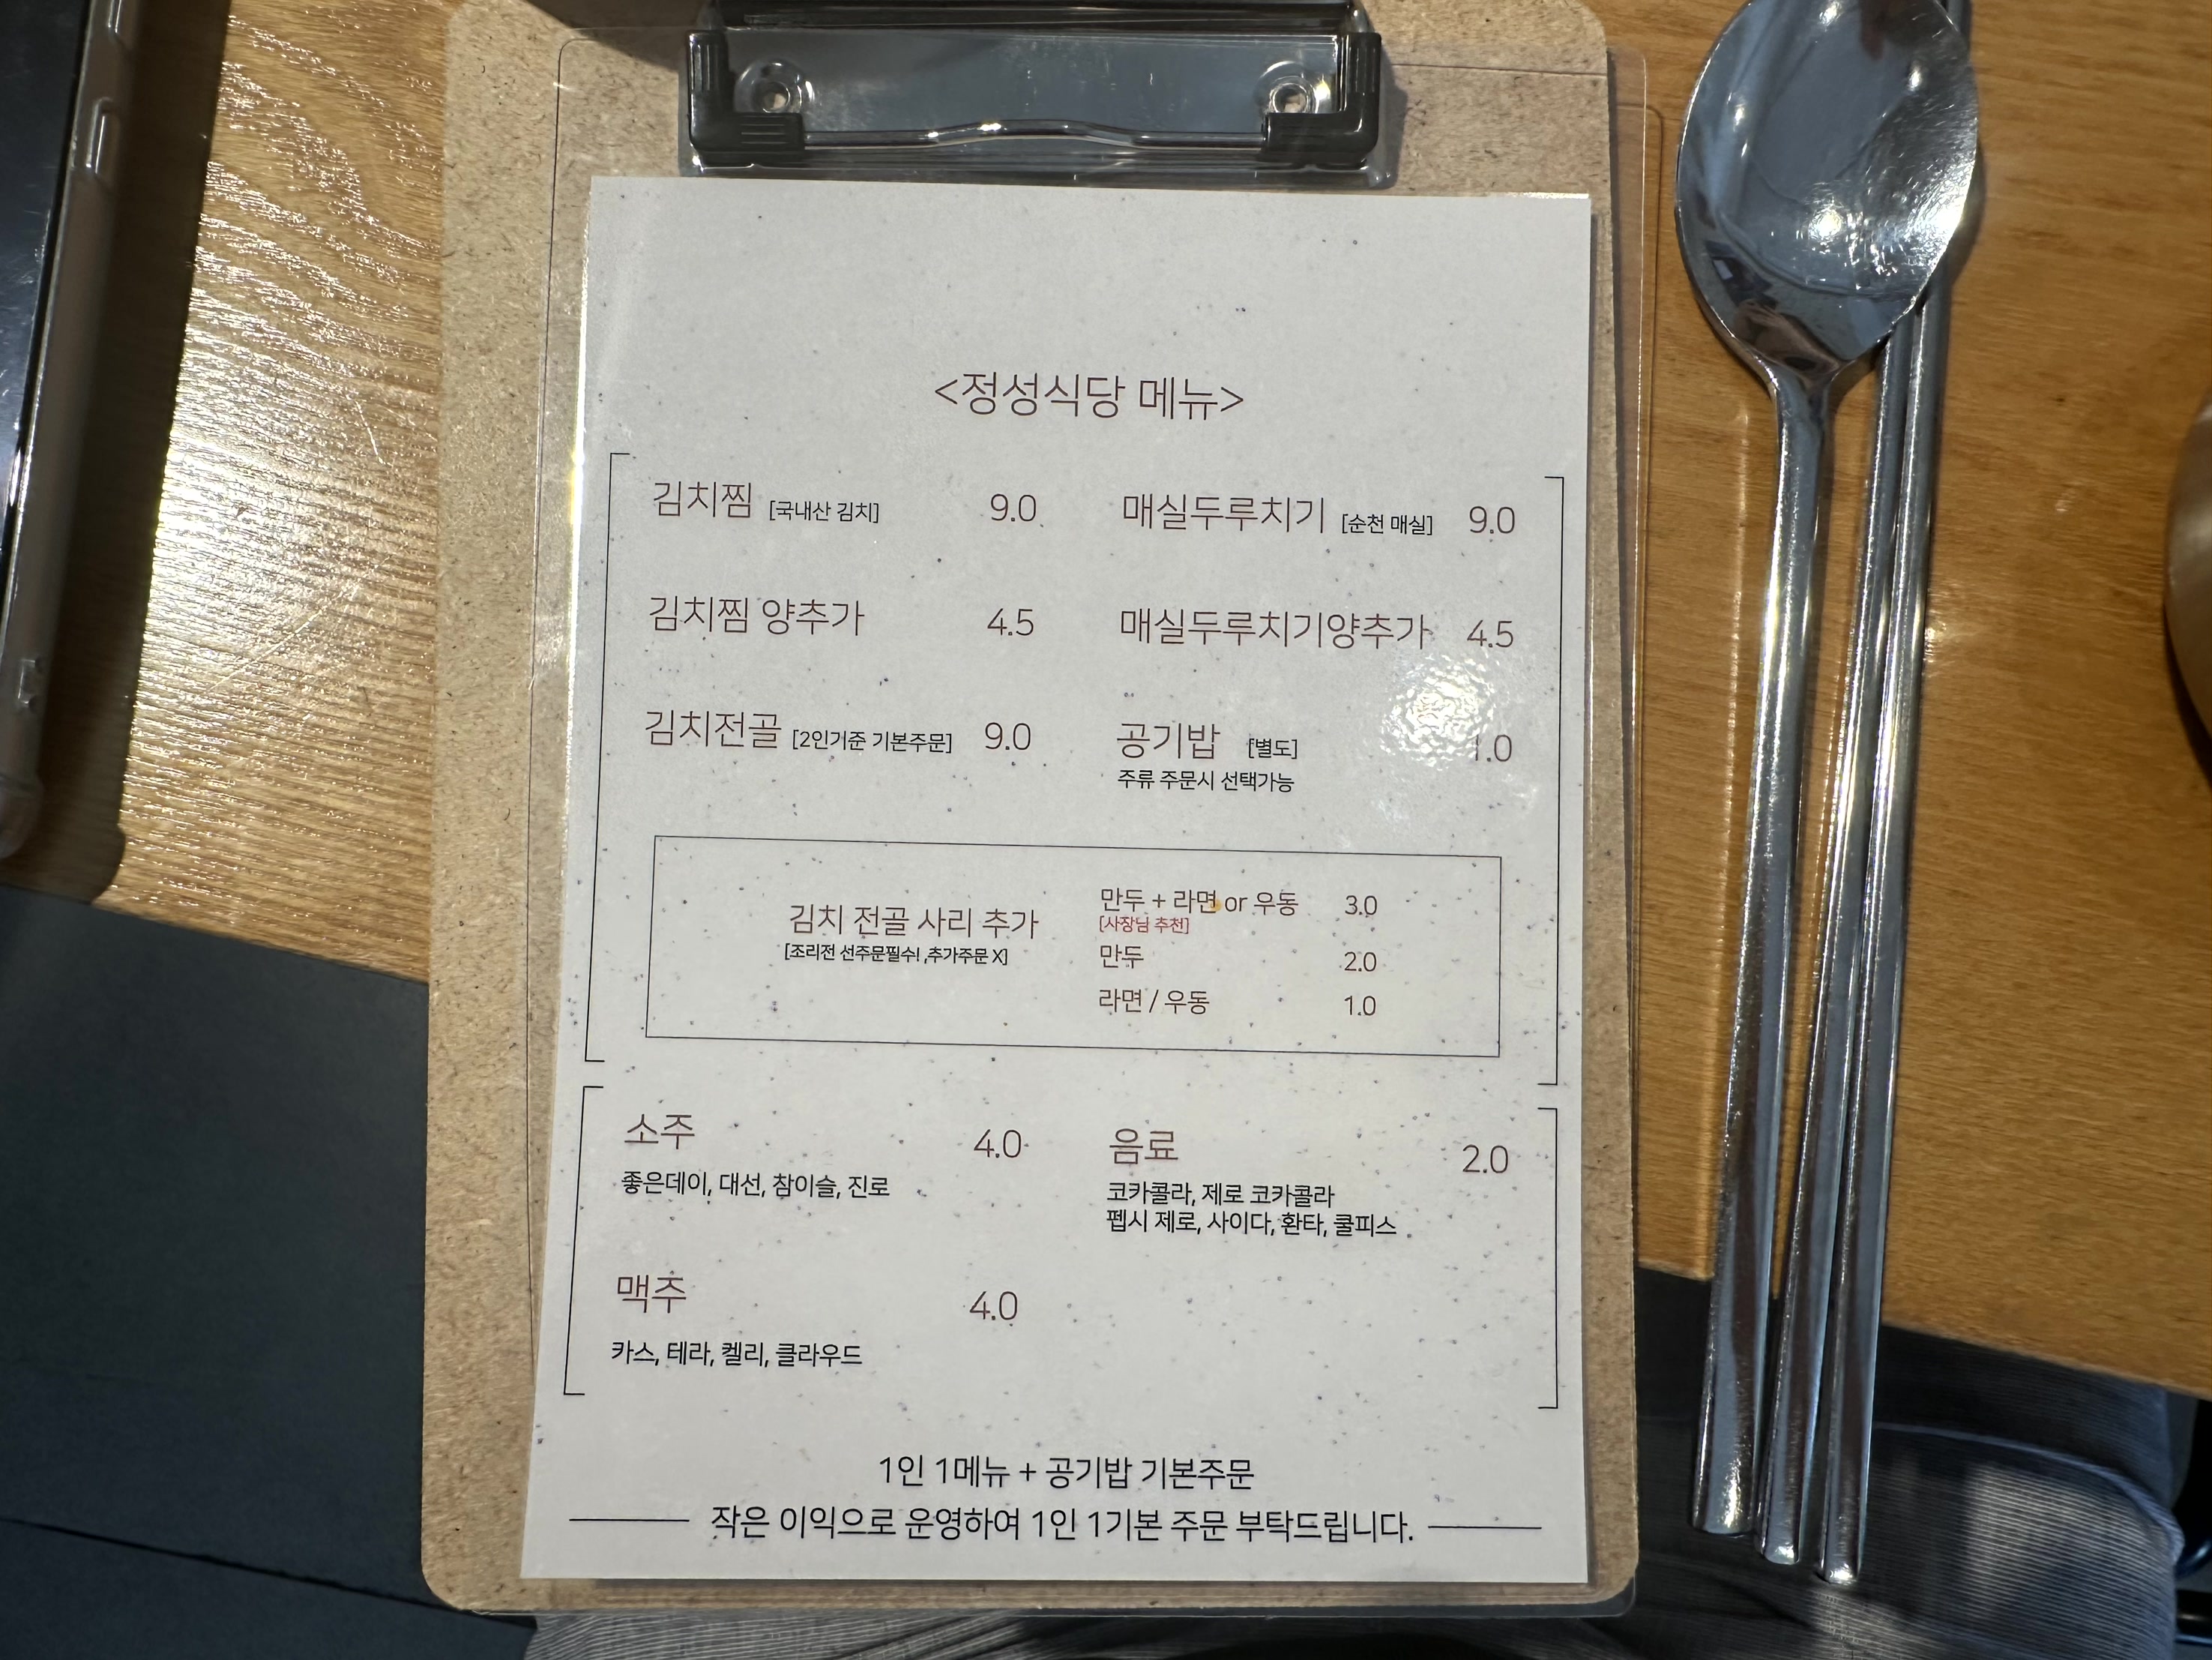 <정성식당 메뉴>
김치찜 [국내산 김치] 9.0
매실두루치기 [순천 매실] 9.0
김치찜 양추가 4.5
매실두루치기양추가 4.5
김치전골 [2인기준 기본주문] 9.0
공기밥 [별도] 1.0
주류 주문시 선택가능
김치 전골 사리 추가
[조리전 선주문필수! ,추가주문 X]
만두 + 라면 or 우동 3.0
[사장님 추천]
만두 2.0
라면 / 우동 1.0
소주 4.0
좋은데이, 대선, 참이슬, 진로
음료 2.0
코카콜라, 제로 코카콜라
펩시 제로, 사이다, 환타, 쿨피스
맥주 4.0
카스, 테라, 켈리, 클라우드
1인 1메뉴 + 공기밥 기본주문
작은 이익으로 운영하여 1인 1기본 주문 부탁드립니다.